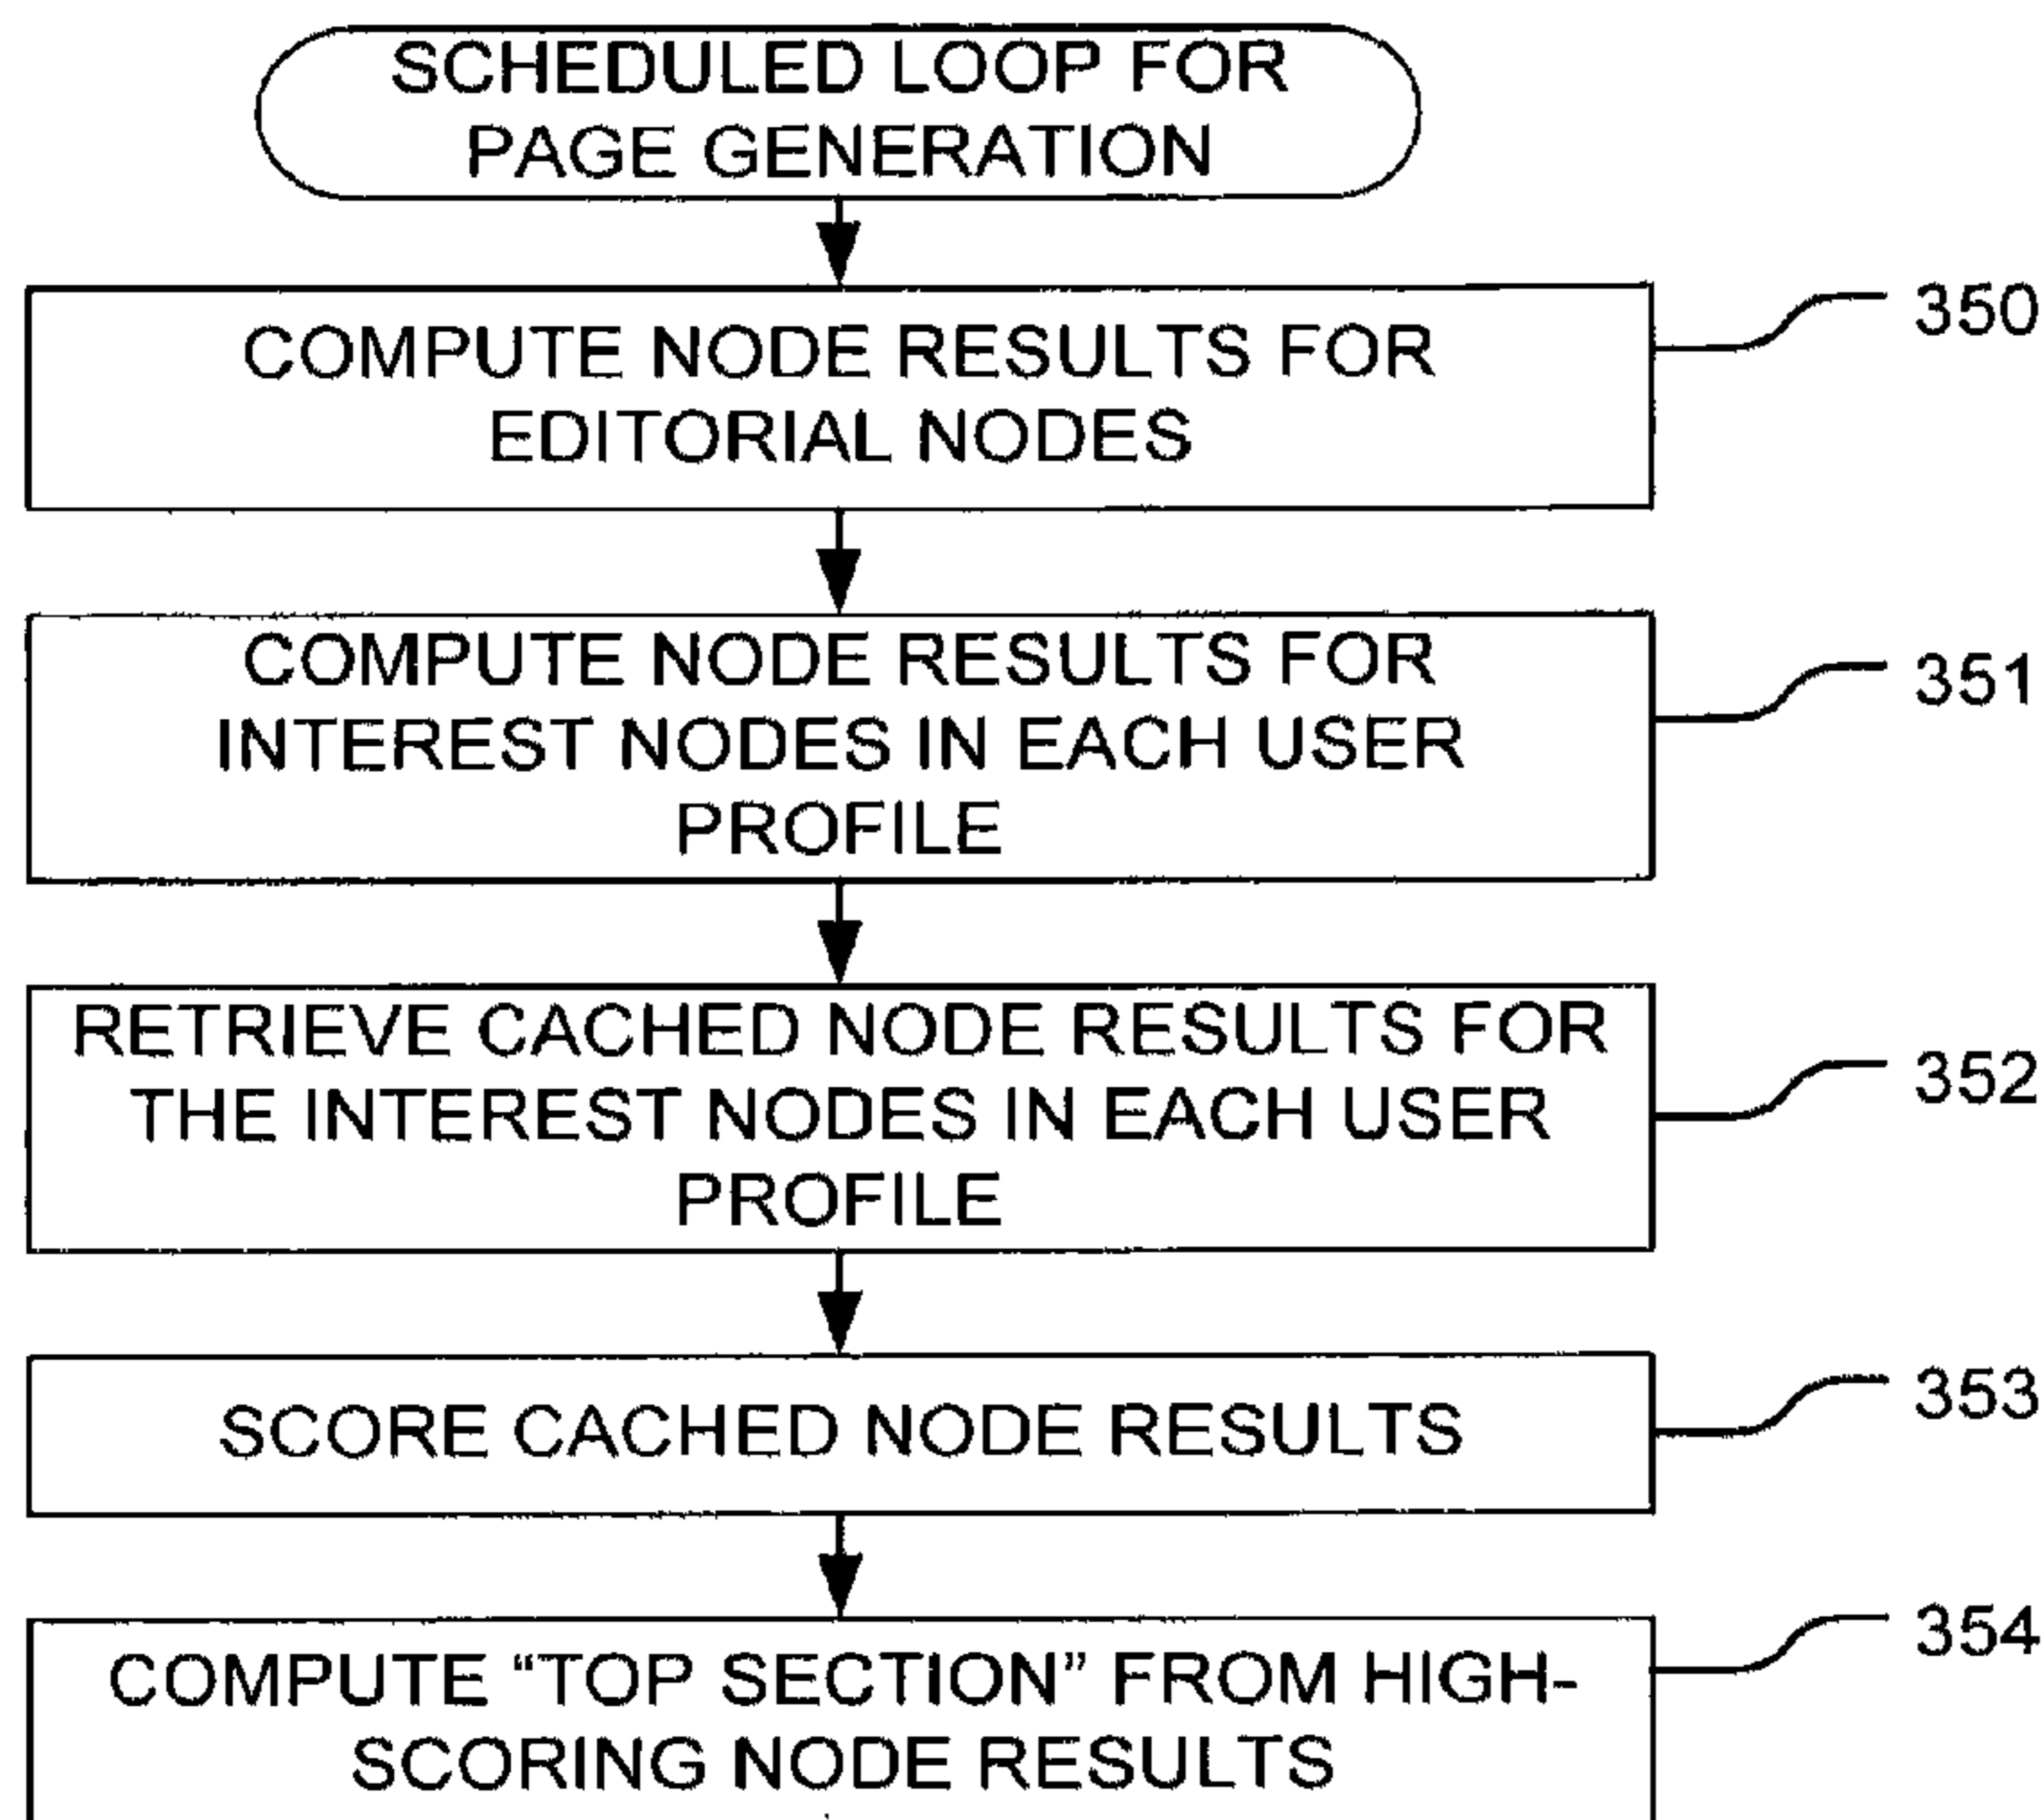 SCHEDULED LOOP FOR
PAGE GENERATION
COMPUTE NODE RESULTS FOR
EDITORIAL NODES
350
COMPUTE NODE RESULTS FOR
INTEREST NODES IN EACH USER
PROFILE
351
RETRIEVE CACHED NODE RESULTS FOR
THE INTEREST NODES IN EACH USER
PROFILE
352
SCORE CACHED NODE RESULTS
353
COMPUTE “TOP SECTION” FROM HIGH-
SCORING NODE RESULTS
354